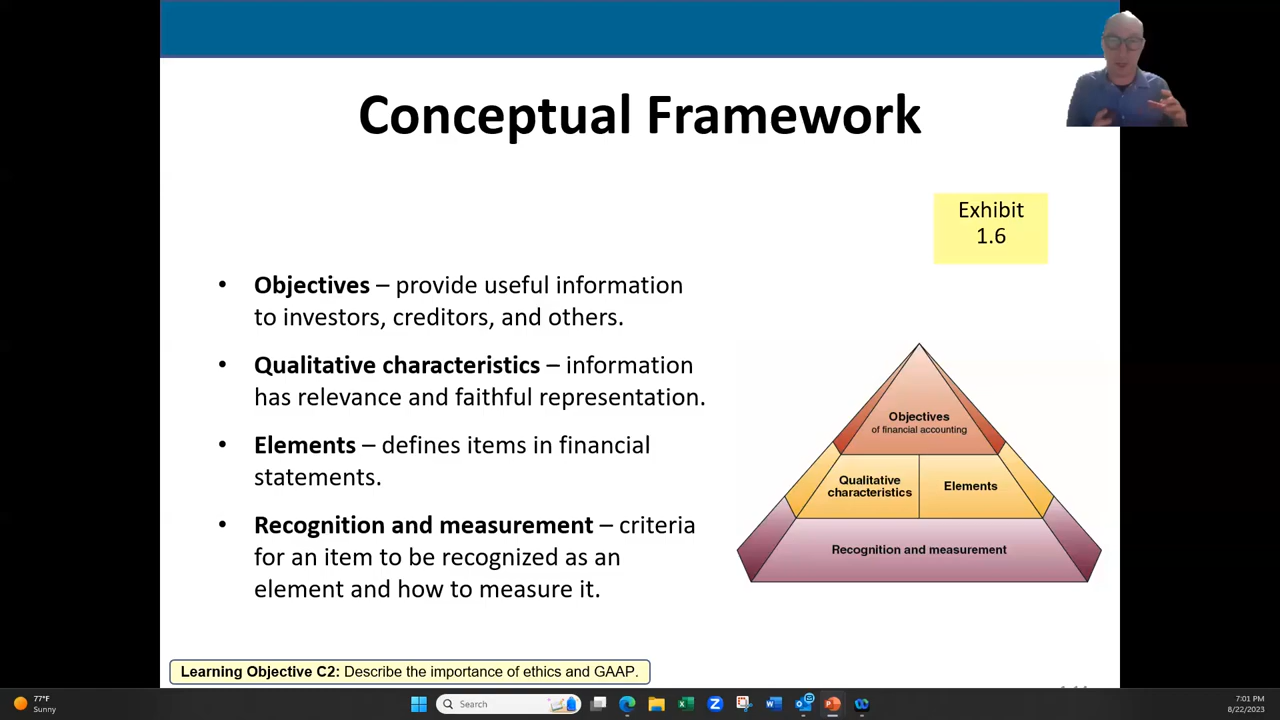 Conceptual Framework
Exhibit
1.6
• Objectives – provide useful information
to investors, creditors, and others.
• Qualitative characteristics – information
has relevance and faithful representation.
• Elements – defines items in financial
statements.
• Recognition and measurement – criteria
for an item to be recognized as an
element and how to measure it.
Objectives
of financial accounting
Qualitative
characteristics
Elements
Recognition and measurement
Learning Objective C2: Describe the importance of ethics and GAAP.
77°F
Sunny
Search
7:01 PM
8/22/2023